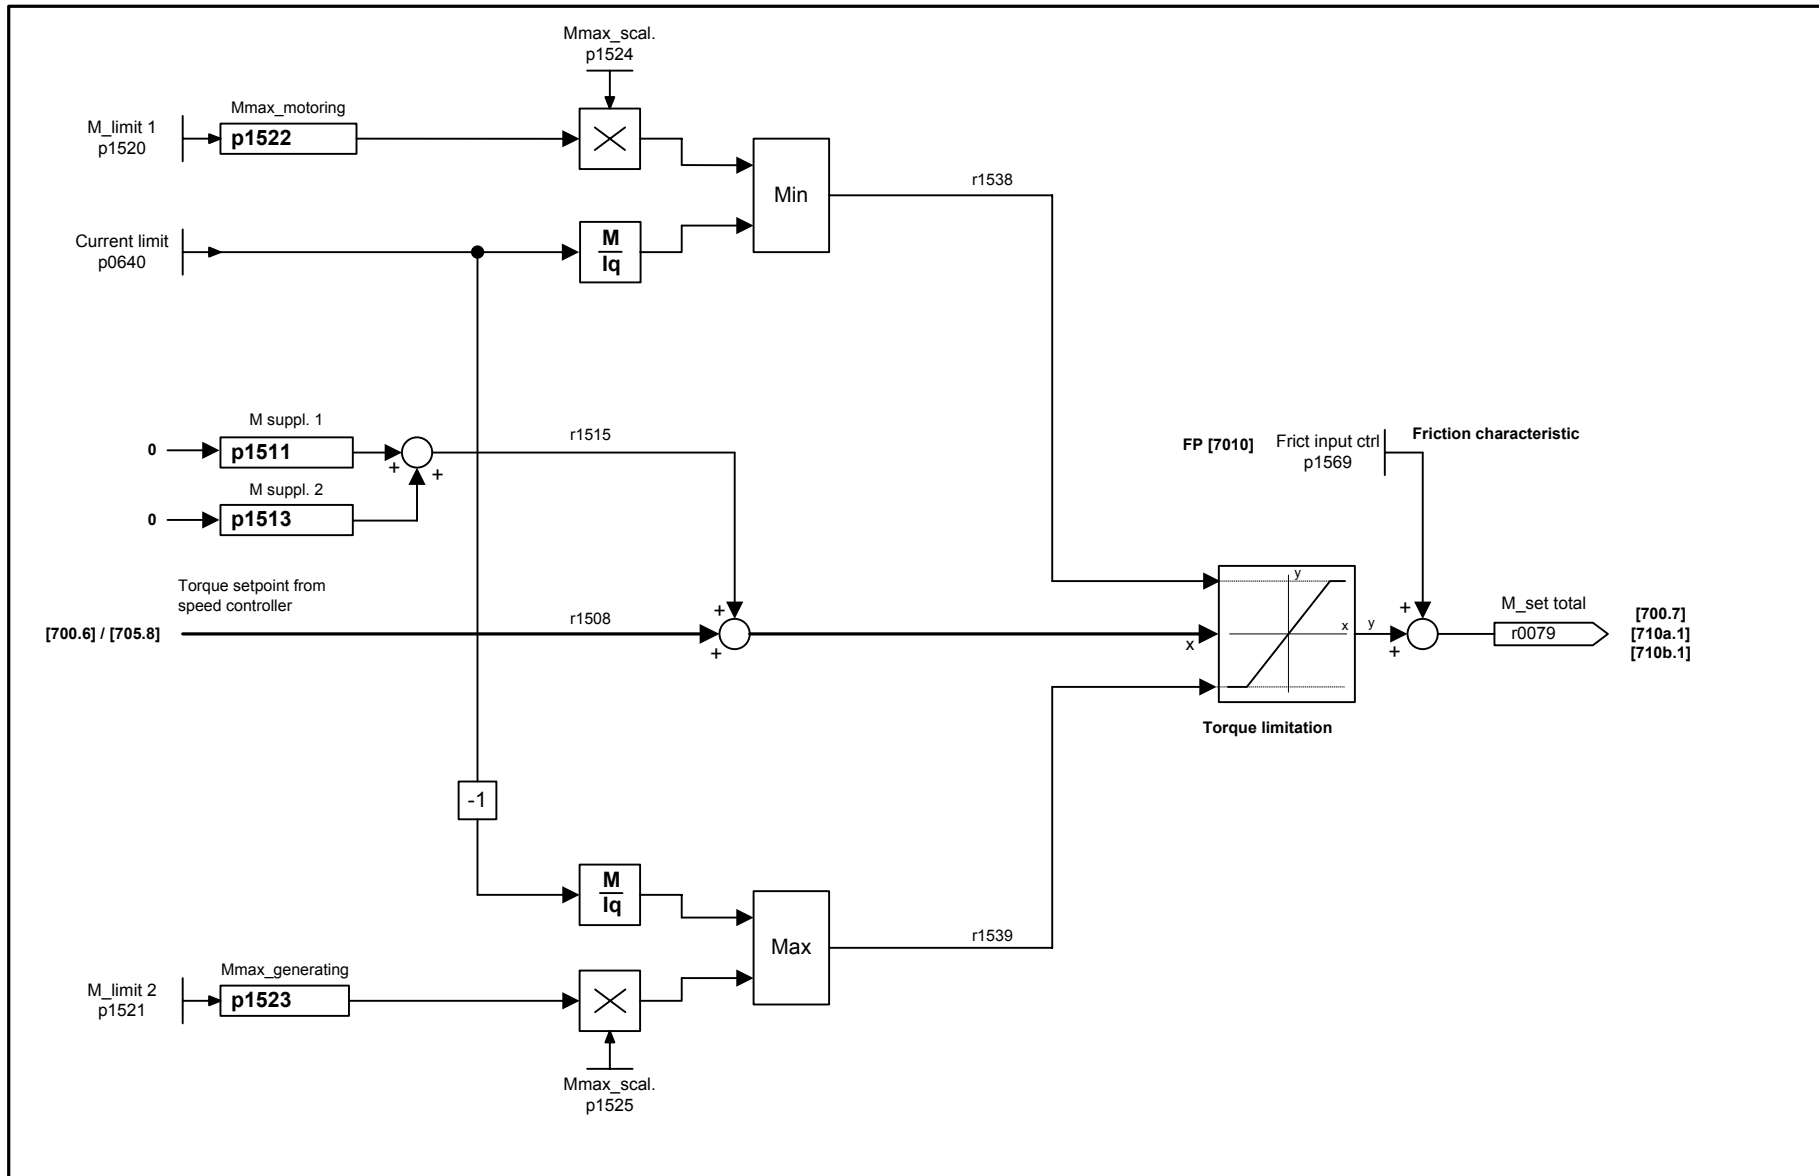 Mmax_scal.
p1524
Mmax_motoring
M_limit 1
p1520
p1522
Min
r1538
Current limit
p0640
M
Iq
M suppl. 1
0
p1511
+
+
r1515
M suppl. 2
0
p1513
FP [7010]
Frict input ctrl
p1569
Friction characteristic
Torque setpoint from
speed controller
[700.6] / [705.8]
r1508
+
+
x
y
x
y
+
+
M_set total
r0079
[700.7]
[710a.1]
[710b.1]
Torque limitation
-1
M
Iq
Max
r1539
Mmax_generating
M_limit 2
p1521
p1523
Mmax_scal.
p1525